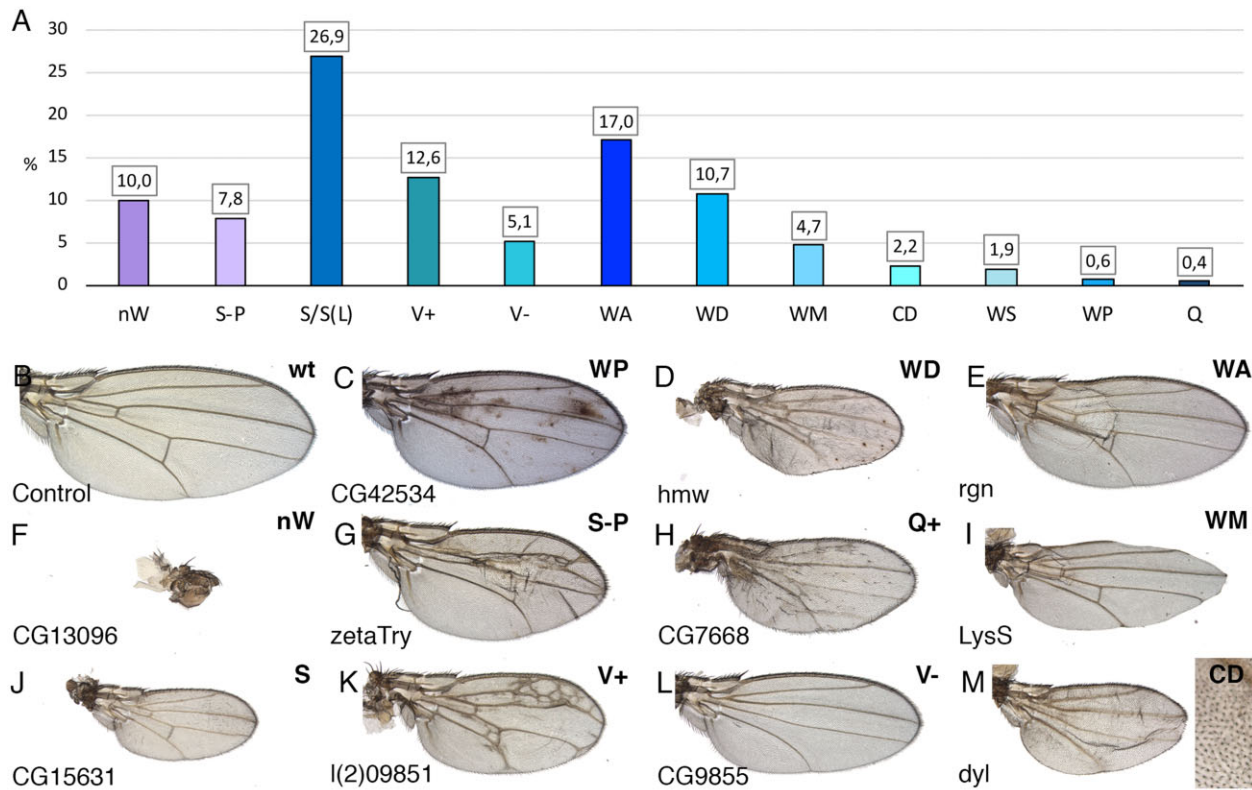 A
30
25
20
15
10
5
0
%
10,0
7,8
26,9
12,6
5,1
17,0
10,7
4,7
2,2
1,9
0,6
0,4
nW S-P S/S(L) V+ V- WA WD WM CD WS WP Q
B wt
Control
C WP
CG42534
D WD
hmw
E WA
rgn
F nW
CG13096
G S-P
zetaTry
H Q+
CG7668
I WM
LysS
J S
CG15631
K V+
l(2)09851
L V-
CG9855
M CD
dyl